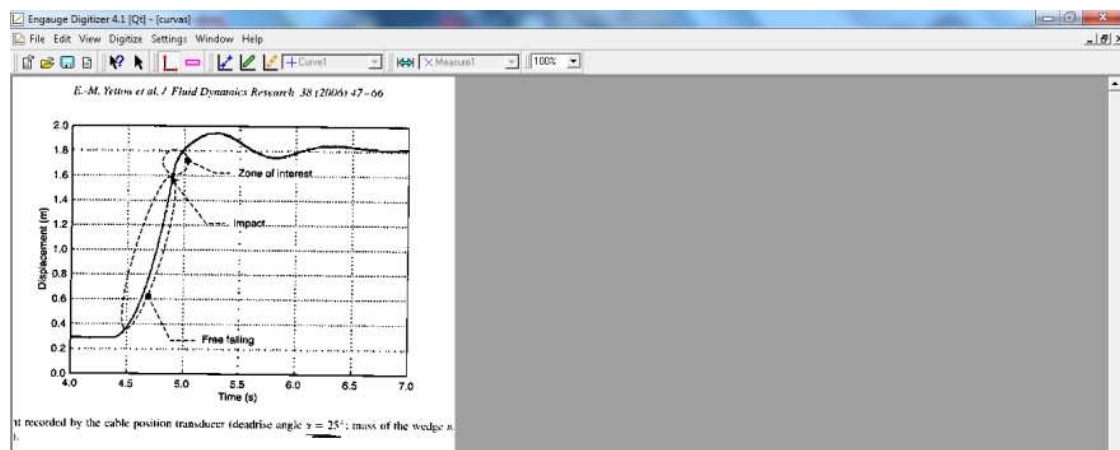 Engauge Digitizer 4.1 [Qt] - [curvas]
File Edit View Digitize Settings Window Help
Curve1 Measure1 100%
E.-M. Yettou et al. / Fluid Dynamics Research 38 (2006) 47–66
2.0
1.8
Zone of interest
1.6
1.4
1.2
Impact
1.0
Displacement (m)
0.8
0.6
0.4
Free falling
0.2
0.0
4.0 4.5 5.0 5.5 6.0 6.5 7.0
Time (s)
nt recorded by the cable position transducer (deadrise angle = 25°; mass of the wedge
).